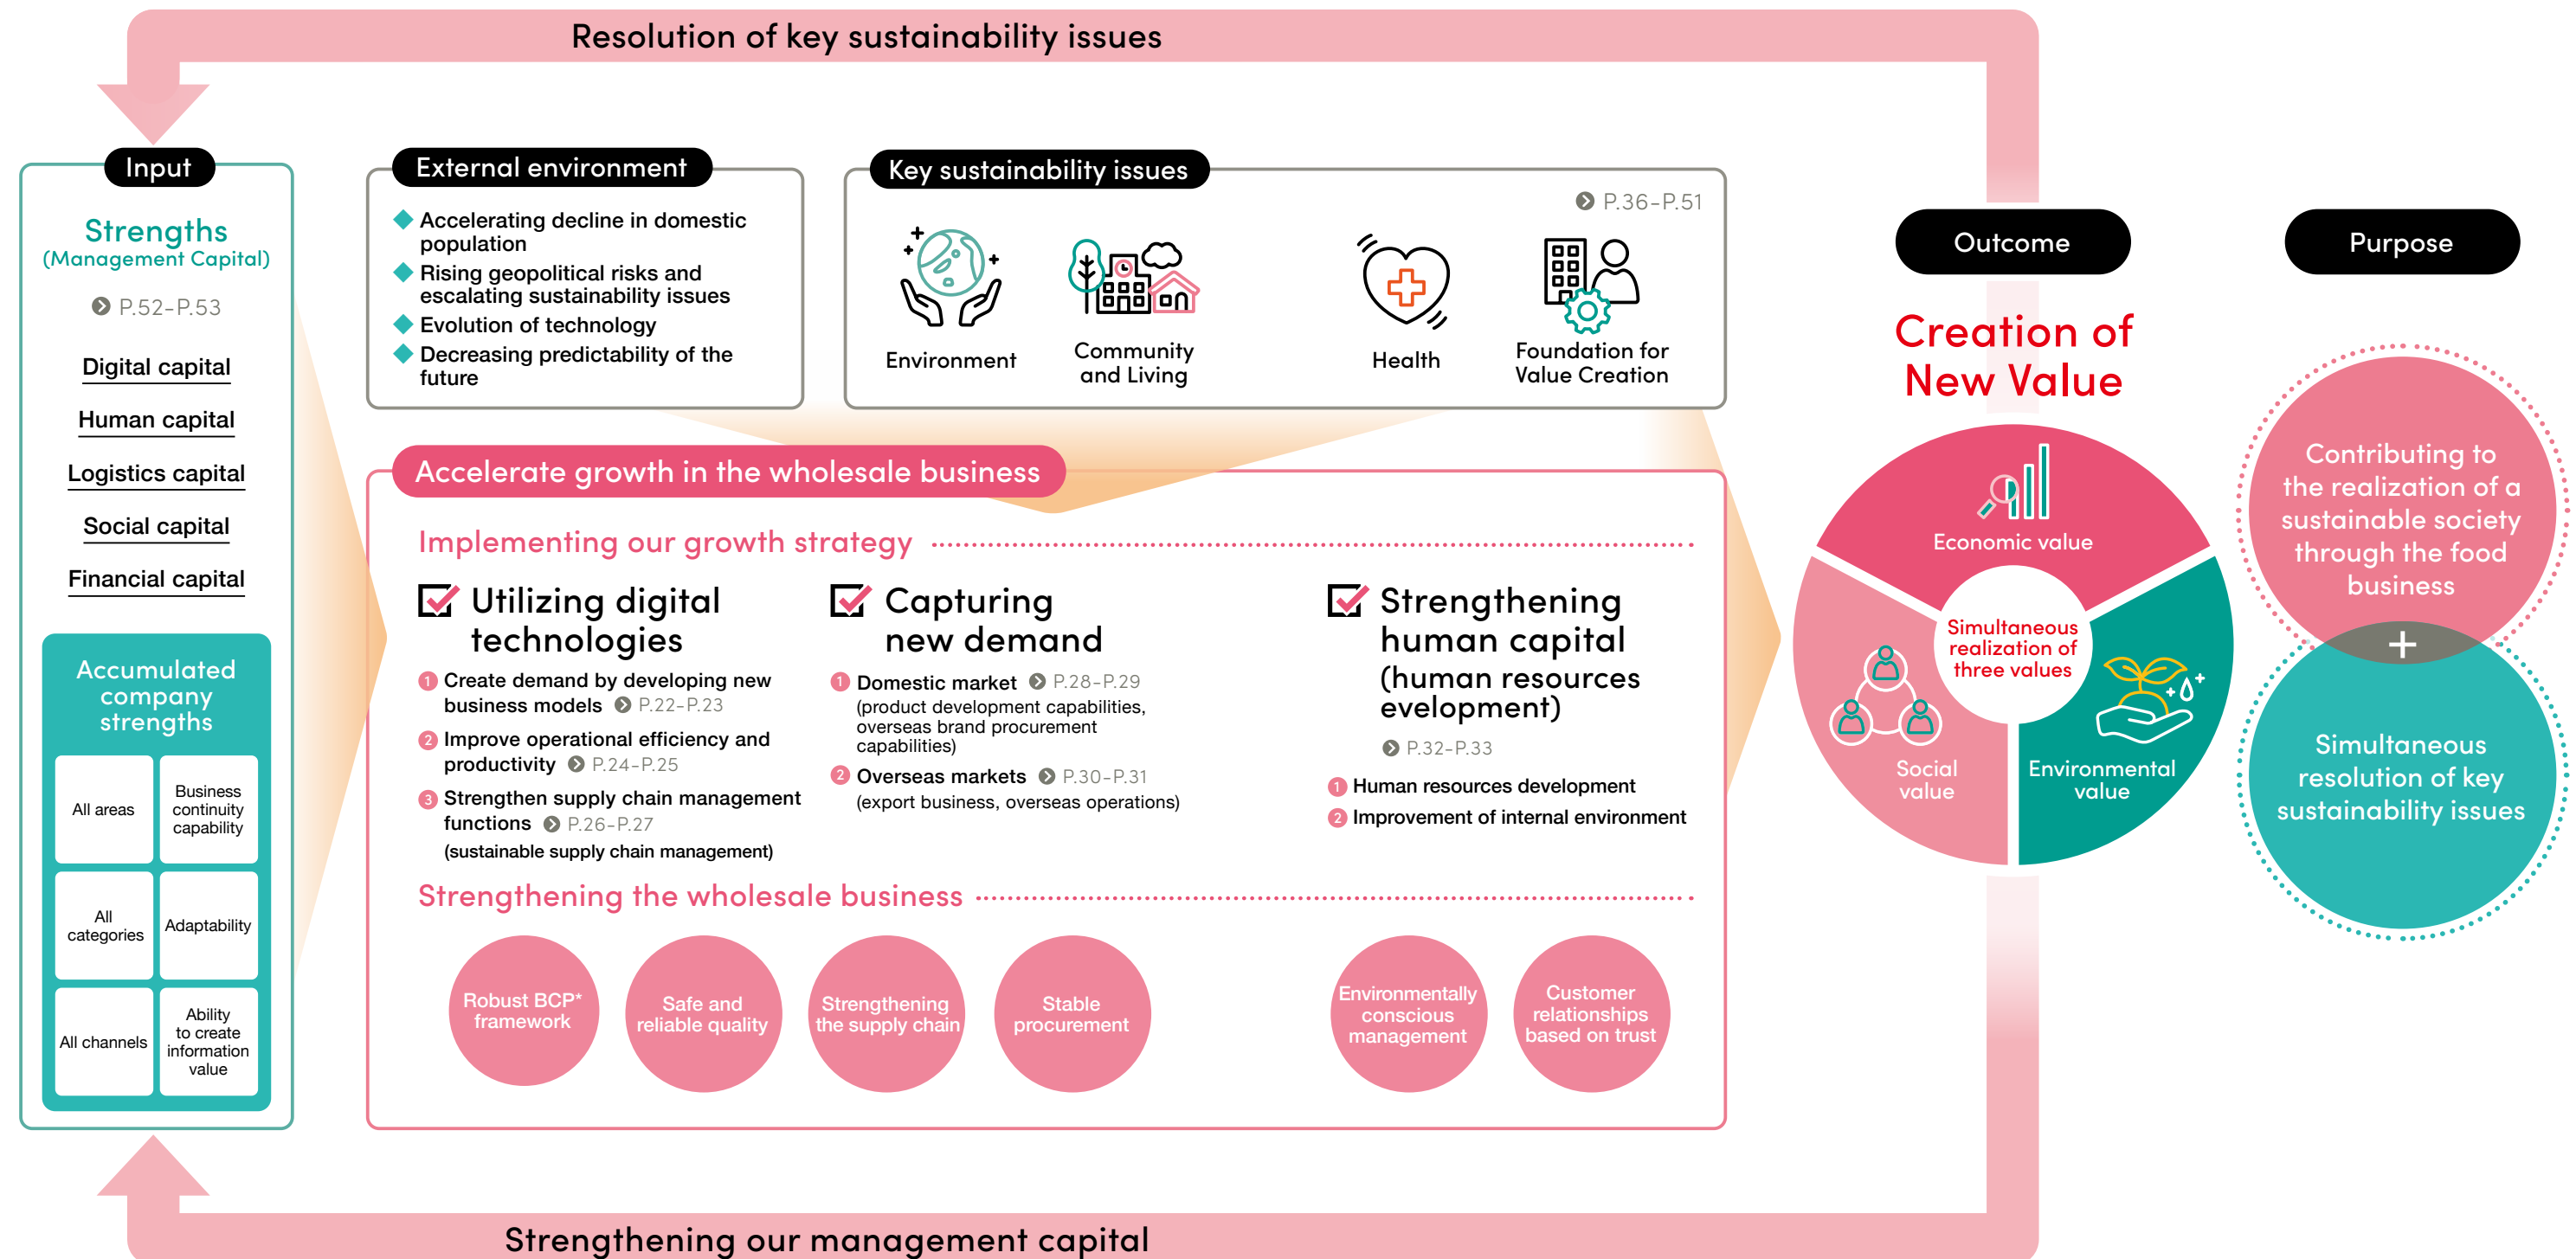 Resolution of key sustainability issues
Input
Strengths
(Management Capital)
P.52-P.53
Digital capital
Human capital
Logistics capital
Social capital
Financial capital
Accumulated
company
strengths
All areas
Business
continuity
capability
All
categories
Adaptability
All channels
Ability
to create
information
value
External environment
Accelerating decline in domestic
population
Rising geopolitical risks and
escalating sustainability issues
Evolution of technology
Decreasing predictability of the
future
Key sustainability issues
P.36-P.51
Environment
Community
and Living
Health
Foundation for
Value Creation
Accelerate growth in the wholesale business
Implementing our growth strategy
Utilizing digital
technologies
1 Create demand by developing new
business models P.22-P.23
2 Improve operational efficiency and
productivity P.24-P.25
3 Strengthen supply chain management
functions P.26-P.27
(sustainable supply chain management)
Capturing
new demand
1 Domestic market P.28-P.29
(product development capabilities,
overseas brand procurement
capabilities)
2 Overseas markets P.30-P.31
(export business, overseas operations)
Strengthening
human capital
(human resources
evelopment)
P.32-P.33
1 Human resources development
2 Improvement of internal environment
Strengthening the wholesale business
Robust BCP*
framework
Safe and
reliable quality
Strengthening
the supply chain
Stable
procurement
Environmentally
conscious
management
Customer
relationships
based on trust
Outcome
Creation of
New Value
Economic value
Simultaneous
realization of
three values
Social
value
Environmental
value
Purpose
Contributing to
the realization of a
sustainable society
through the food
business
+
Simultaneous
resolution of key
sustainability issues
Strengthening our management capital